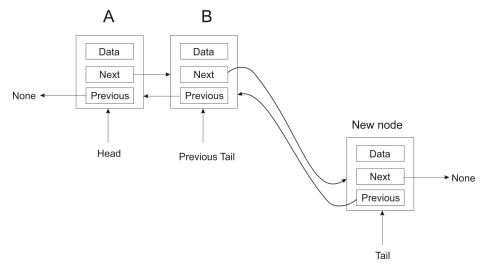 A
B
Data
Data
Next
Next
None
Previous
Previous
Head
Previous Tail
New node
Data
Next
None
Previous
Tail